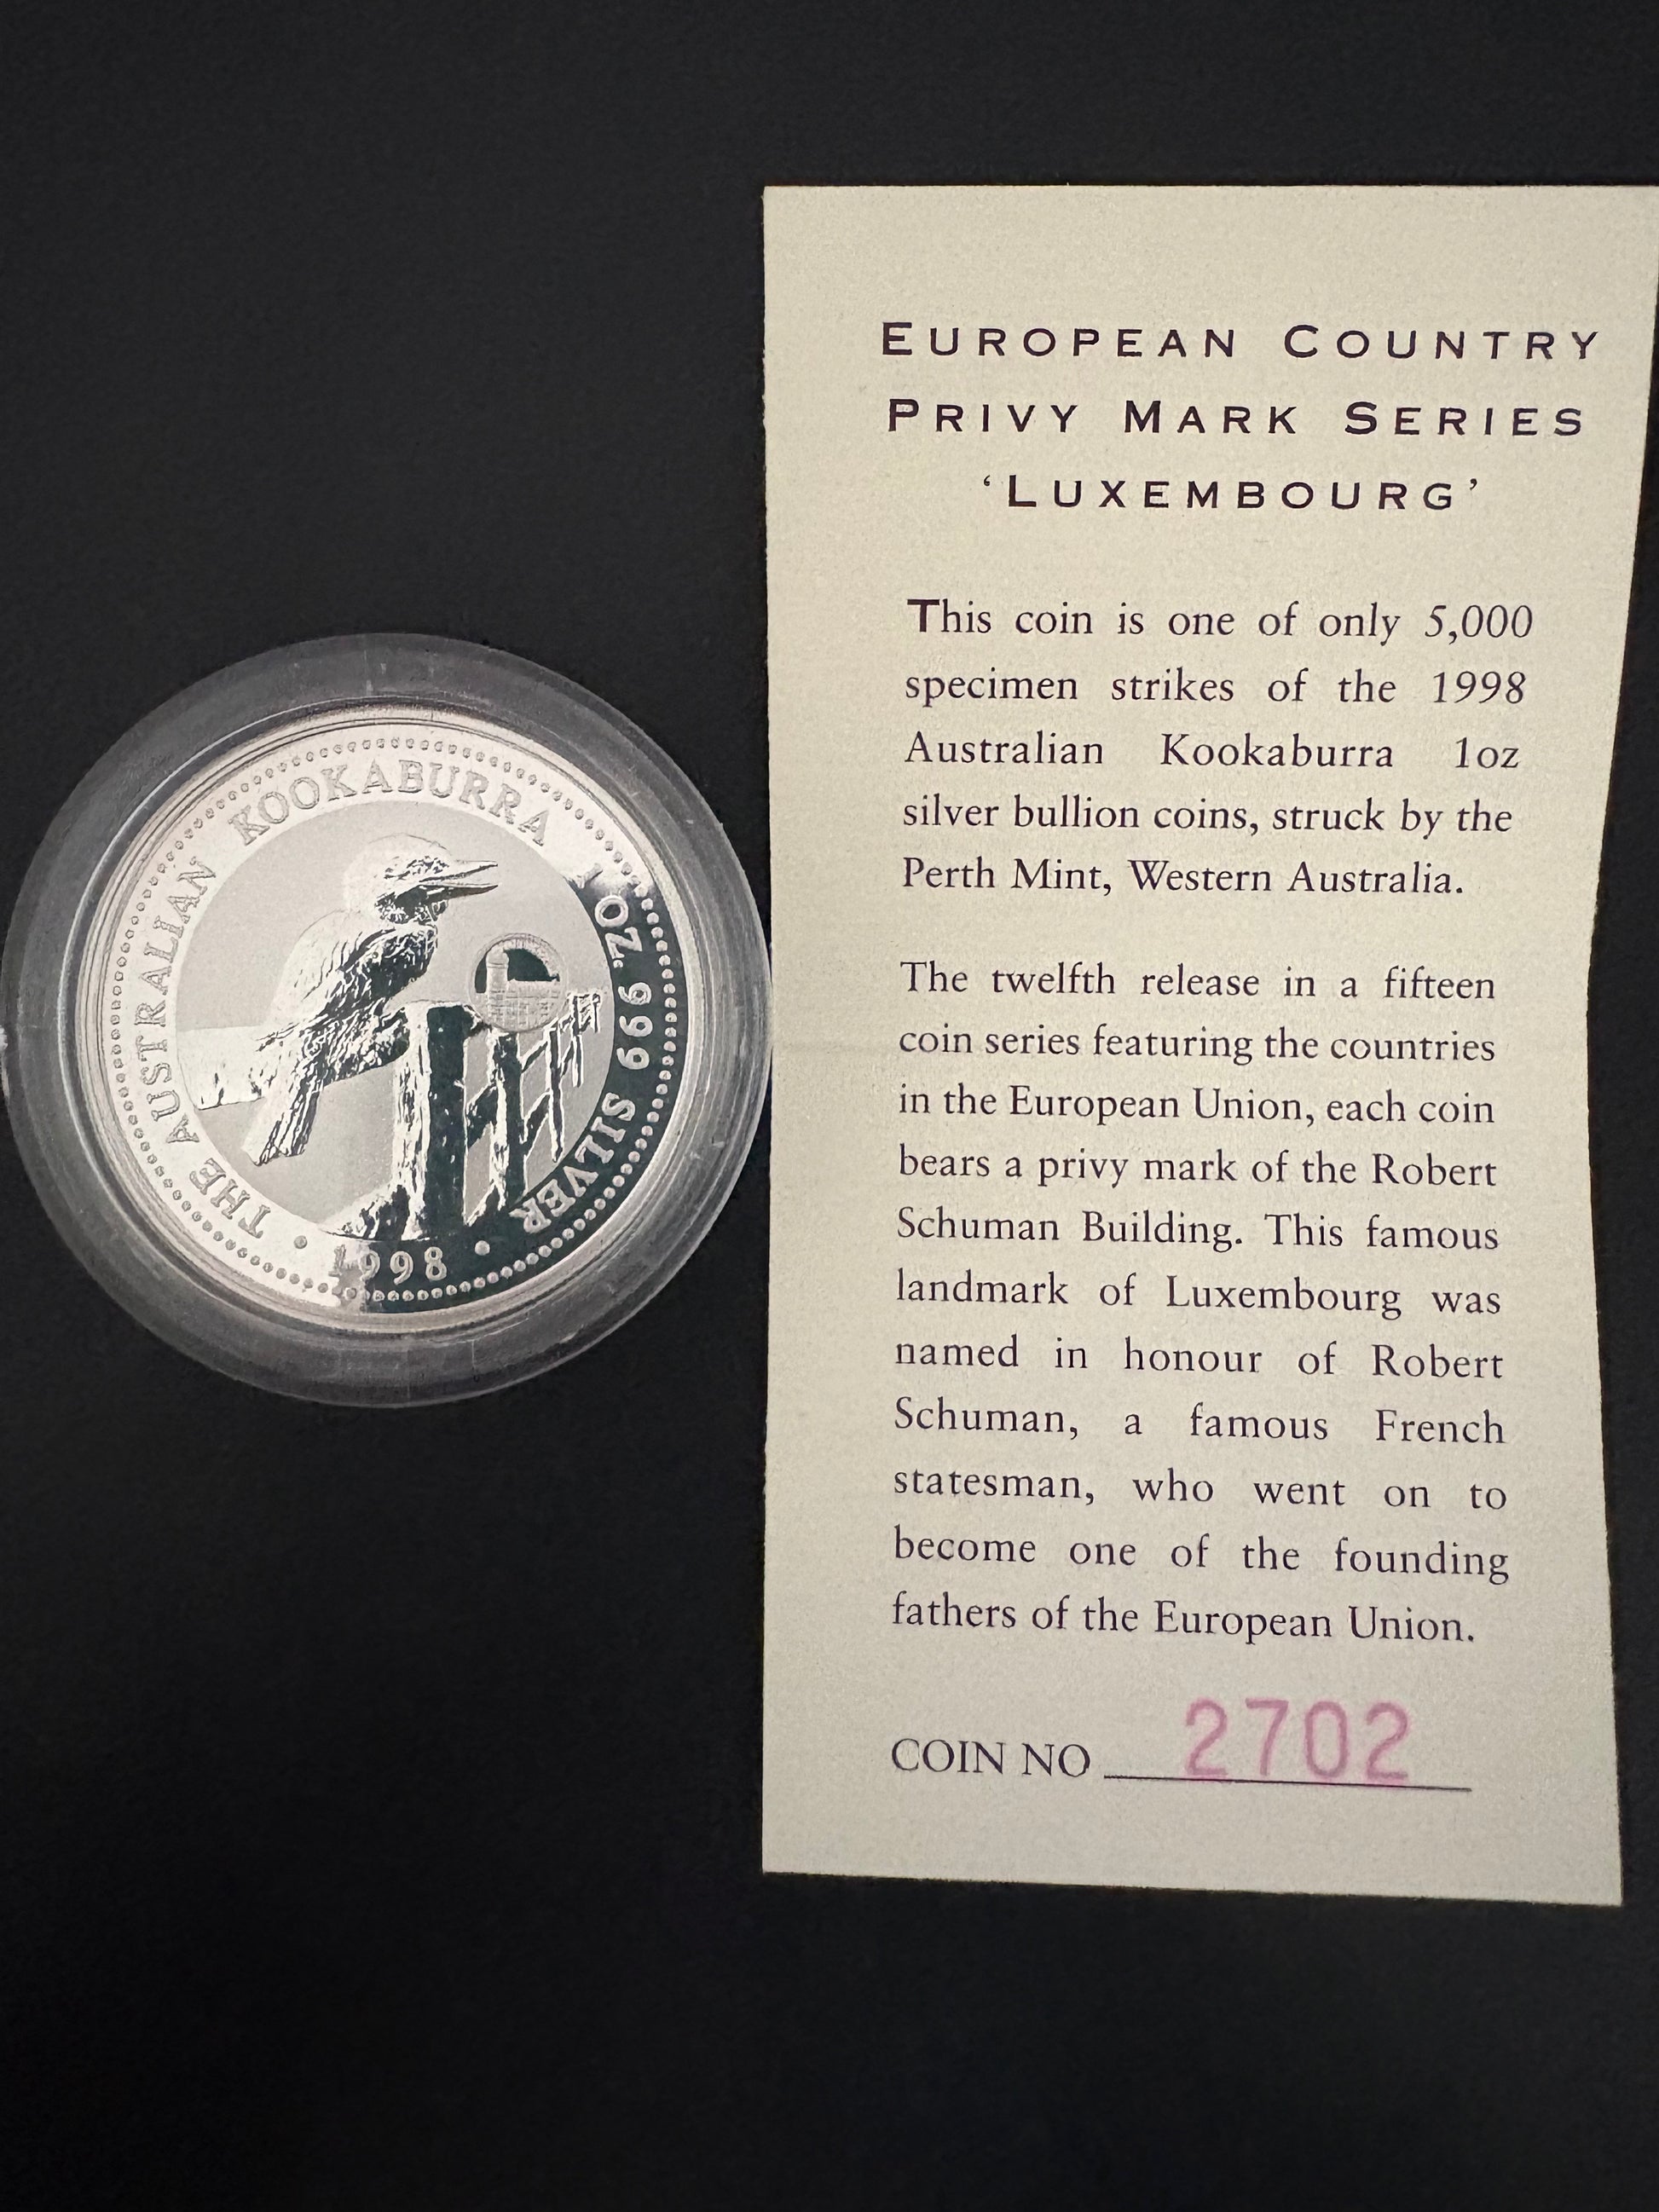 THE AUSTRALIAN KOOKABURRA 1 OZ. 999 SILVER
• 1998 •
EUROPEAN COUNTRY
PRIVY MARK SERIES
‘LUXEMBOURG’
This coin is one of only 5,000
specimen strikes of the 1998
Australian Kookaburra 1oz
silver bullion coins, struck by the
Perth Mint, Western Australia.
The twelfth release in a fifteen
coin series featuring the countries
in the European Union, each coin
bears a privy mark of the Robert
Schuman Building. This famous
landmark of Luxembourg was
named in honour of Robert
Schuman, a famous French
statesman, who went on to
become one of the founding
fathers of the European Union.
COIN NO 2702